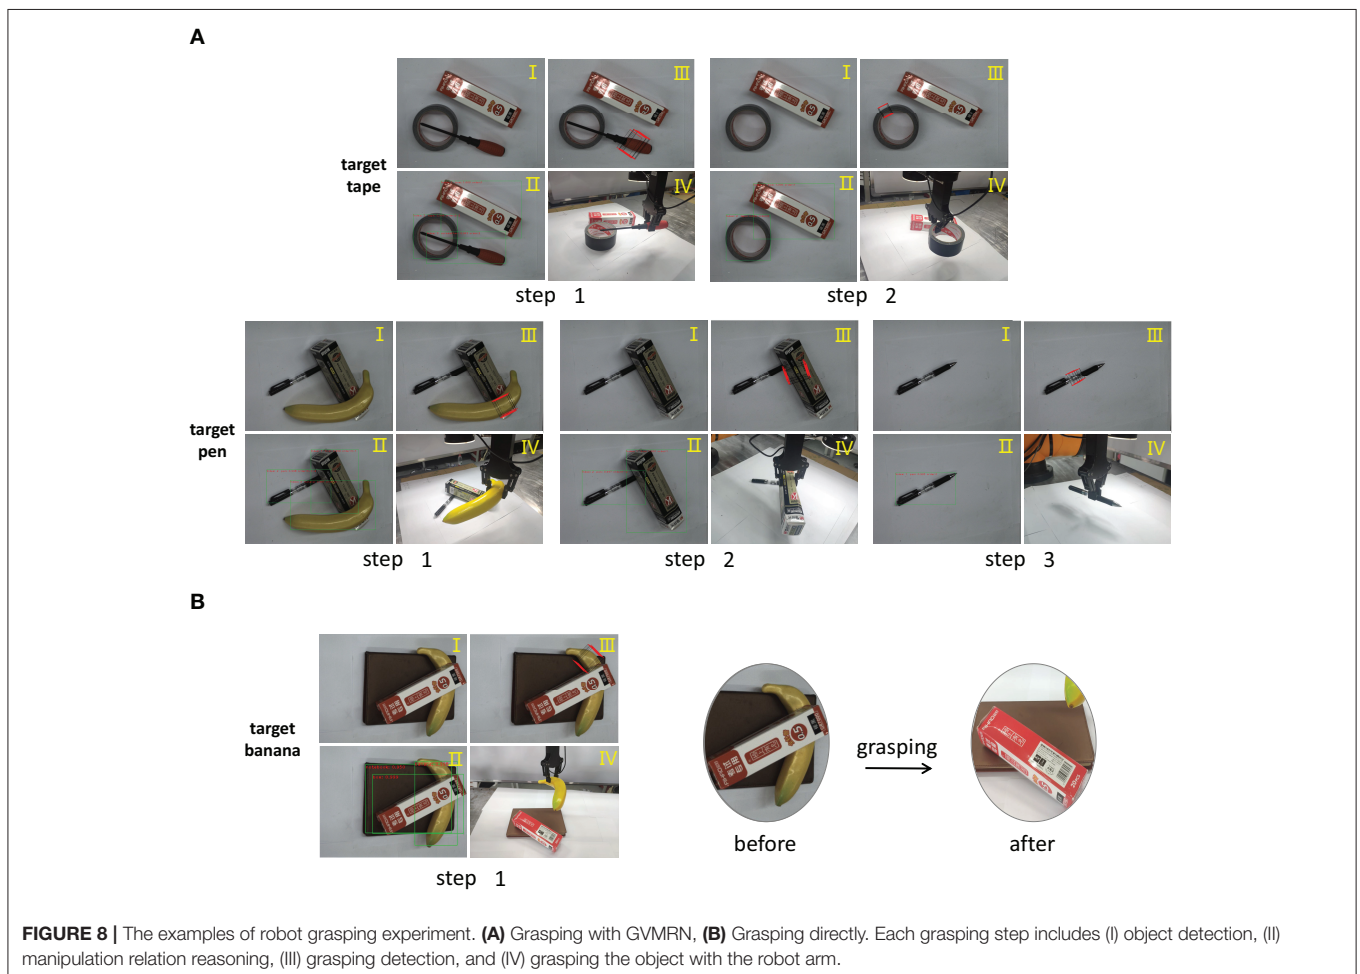 A
I
III
I
III
target
tape
II
IV
II
IV
step 1
step 2
I
III
I
III
I
III
target
pen
II
IV
II
IV
II
IV
step 1
step 2
step 3
B
I
III
target
banana
II
IV
grasping
before
after
step 1
FIGURE 8 | The examples of robot grasping experiment. (A) Grasping with GVMRN, (B) Grasping directly. Each grasping step includes (I) object detection, (II)
manipulation relation reasoning, (III) grasping detection, and (IV) grasping the object with the robot arm.